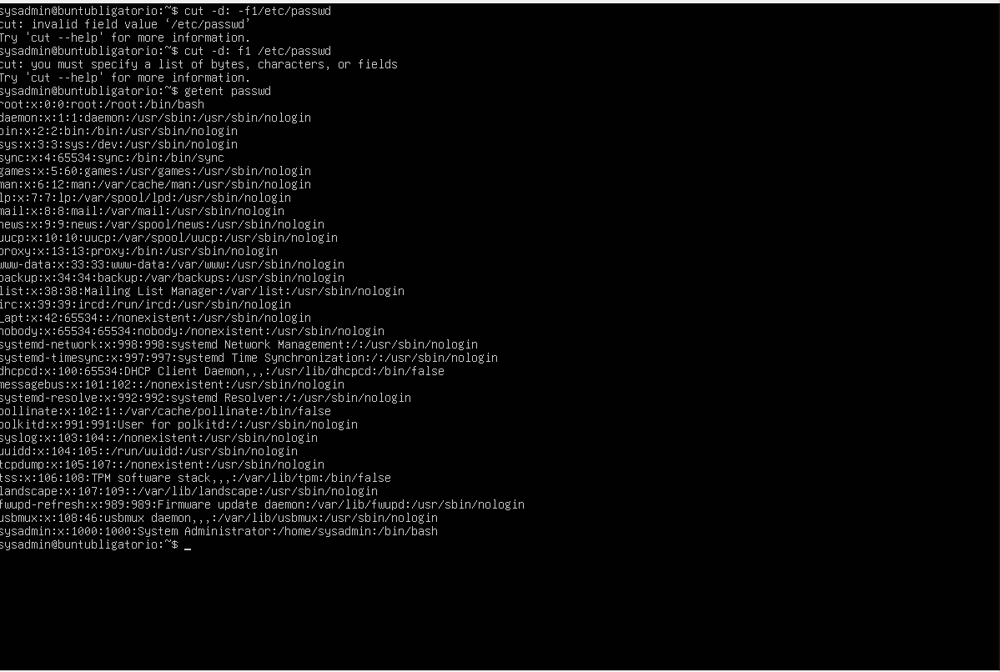 sysadmin@buntubligatorio:~$ cut -d: -f1/etc/passwd
cut: invalid field value ‘/etc/passwd’
Try 'cut --help' for more information.
sysadmin@buntubligatorio:~$ cut -d: f1 /etc/passwd
cut: you must specify a list of bytes, characters, or fields
Try 'cut --help' for more information.
sysadmin@buntubligatorio:~$ getent passwd
root:x:0:0:root:/root:/bin/bash
daemon:x:1:1:daemon:/usr/sbin:/usr/sbin/nologin
bin:x:2:2:bin:/bin:/usr/sbin/nologin
sys:x:3:3:sys:/dev:/usr/sbin/nologin
sync:x:4:65534:sync:/bin:/bin/sync
games:x:5:60:games:/usr/games:/usr/sbin/nologin
man:x:6:12:man:/var/cache/man:/usr/sbin/nologin
lp:x:7:7:lp:/var/spool/lpd:/usr/sbin/nologin
mail:x:8:8:mail:/var/mail:/usr/sbin/nologin
news:x:9:9:news:/var/spool/news:/usr/sbin/nologin
uucp:x:10:10:uucp:/var/spool/uucp:/usr/sbin/nologin
proxy:x:13:13:proxy:/bin:/usr/sbin/nologin
www-data:x:33:33:www-data:/var/www:/usr/sbin/nologin
backup:x:34:34:backup:/var/backups:/usr/sbin/nologin
list:x:38:38:Mailing List Manager:/var/list:/usr/sbin/nologin
irc:x:39:39:ircd:/run/ircd:/usr/sbin/nologin
_apt:x:42:65534::/nonexistent:/usr/sbin/nologin
nobody:x:65534:65534:nobody:/nonexistent:/usr/sbin/nologin
systemd-network:x:998:998:systemd Network Management:/:/usr/sbin/nologin
systemd-timesync:x:997:997:systemd Time Synchronization:/:/usr/sbin/nologin
dhcpcd:x:100:65534:DHCP Client Daemon,,,:/usr/lib/dhcpcd:/bin/false
messagebus:x:101:102::/nonexistent:/usr/sbin/nologin
systemd-resolve:x:992:992:systemd Resolver:/:/usr/sbin/nologin
pollinate:x:102:1::/var/cache/pollinate:/bin/false
polkitd:x:991:991:User for polkitd:/:/usr/sbin/nologin
syslog:x:103:104::/nonexistent:/usr/sbin/nologin
uuidd:x:104:105::/run/uuidd:/usr/sbin/nologin
tcpdump:x:105:107::/nonexistent:/usr/sbin/nologin
tss:x:106:108:TPM software stack,,,:/var/lib/tpm:/bin/false
landscape:x:107:109::/var/lib/landscape:/usr/sbin/nologin
fwupd-refresh:x:989:989:Firmware update daemon:/var/lib/fwupd:/usr/sbin/nologin
usbmux:x:108:46:usbmux daemon,,,:/var/lib/usbmux:/usr/sbin/nologin
sysadmin:x:1000:1000:System Administrator:/home/sysadmin:/bin/bash
sysadmin@buntubligatorio:~$ _